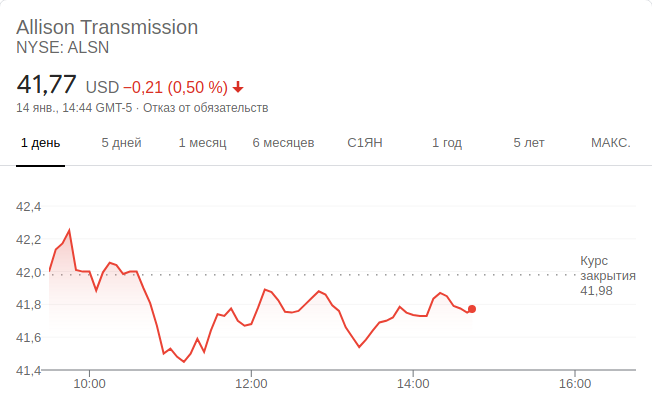 Allison Transmission
NYSE: ALSN
41,77 USD −0,21 (0,50 %)
14 янв., 14:44 GMT-5 · Отказ от обязательств
1 день 5 дней 1 месяц 6 месяцев С1ЯН 1 год 5 лет МАКС.
42,4
42,2
42,0
41,8
41,6
41,4
Курс
закрытия
41,98
10:00 12:00 14:00 16:00